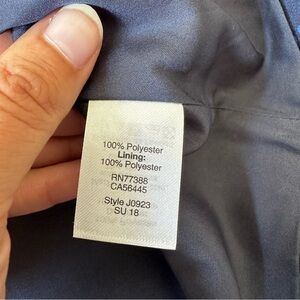 100% Polyester
Lining:
100% Polyester
RN77388
CA56445
Style J0923
SU 18